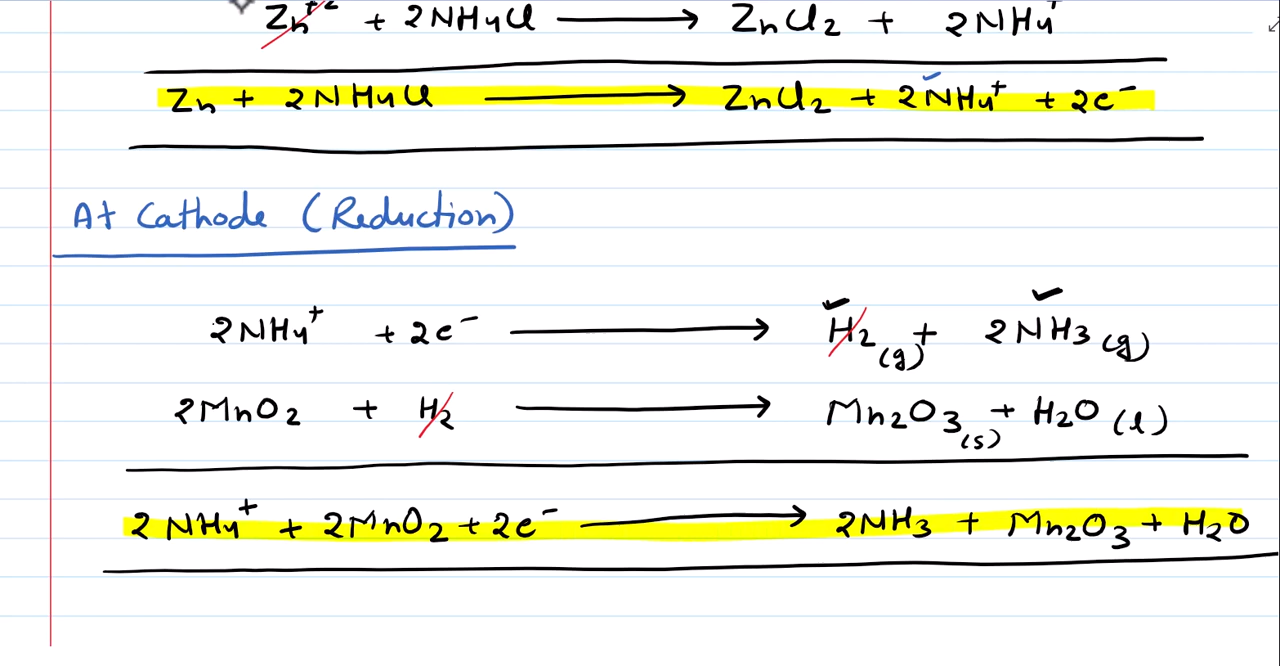 Zn+2 + 2NH4Cl ⟶ ZnCl2 + 2NH4+
Zn + 2NH4Cl ⟶ ZnCl2 + 2NH4+ + 2e-
At Cathode (Reduction)
2NH4+ + 2e- ⟶ H2(g) + 2NH3(g)
2MnO2 + H2 ⟶ Mn2O3(s) + H2O(l)
2NH4+ + 2MnO2 + 2e- ⟶ 2NH3 + Mn2O3 + H2O